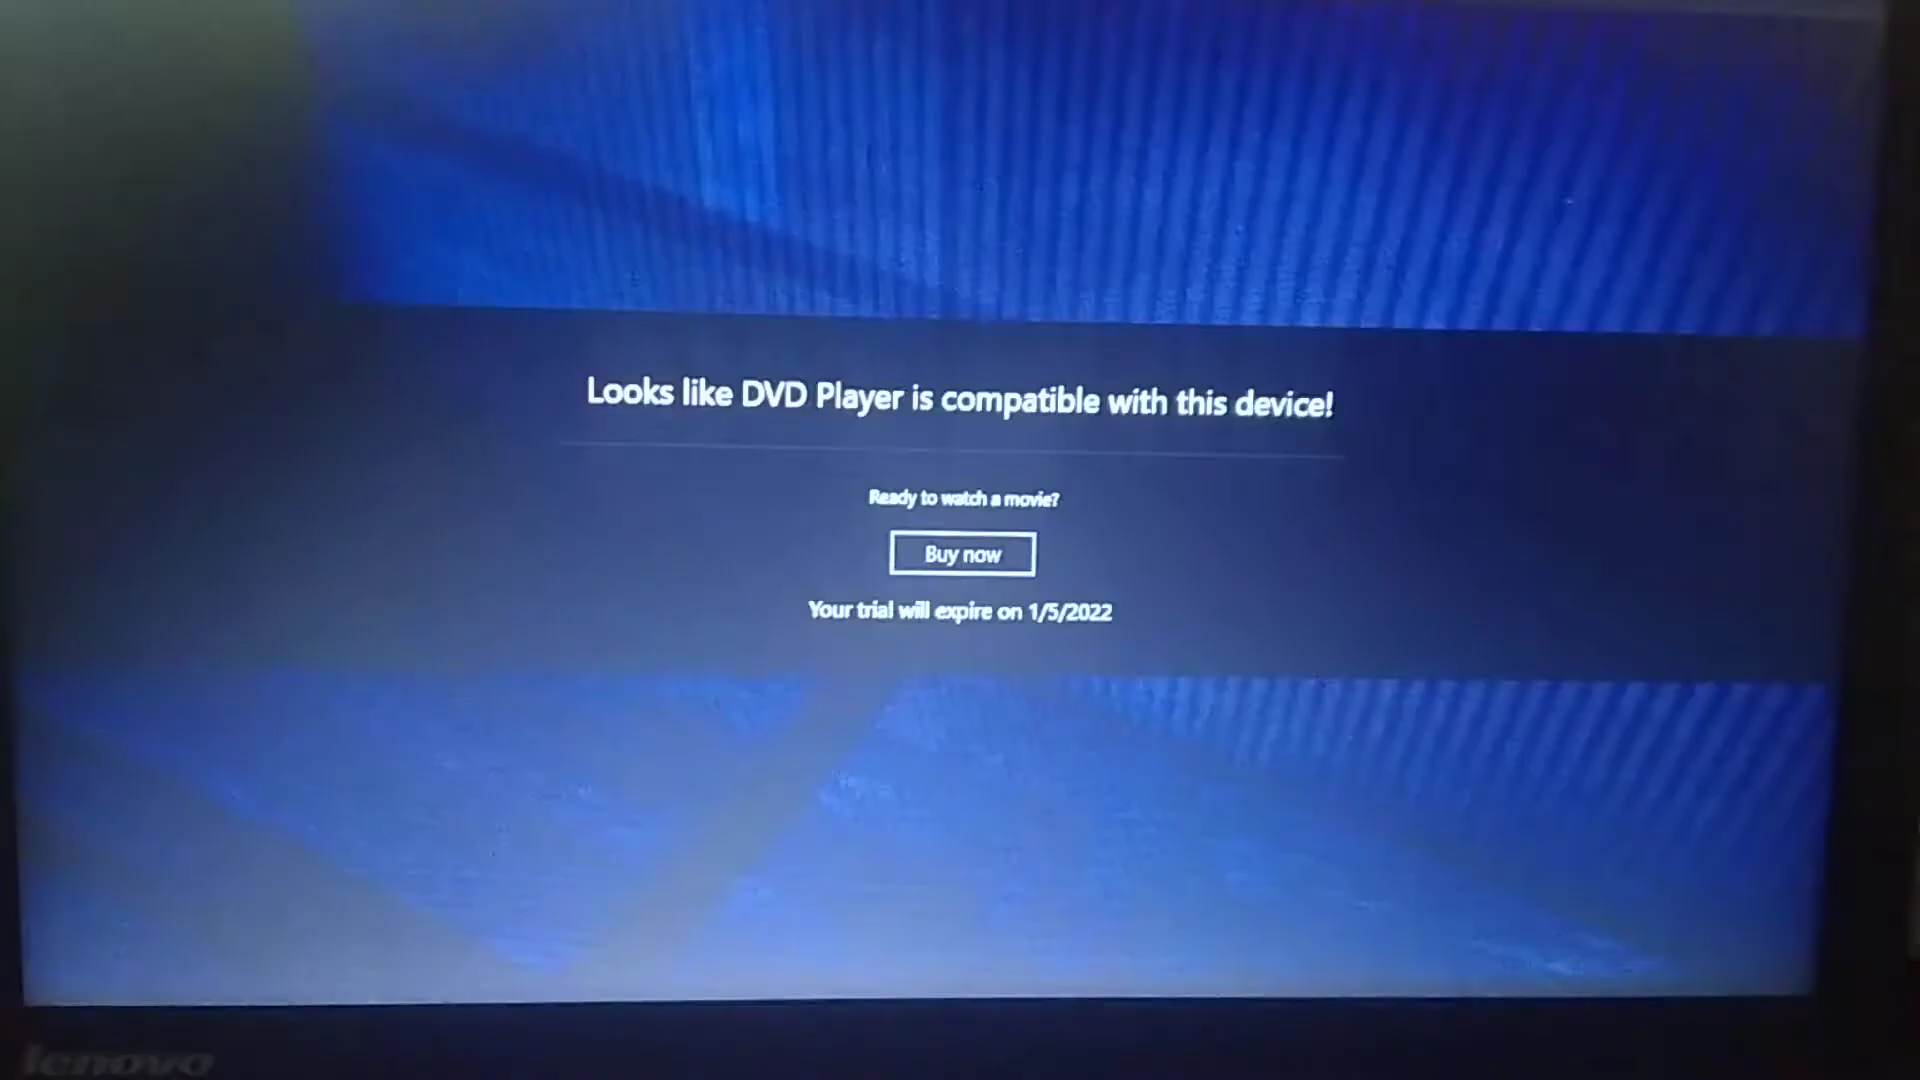 Looks like DVD Player is compatible with this device!
Ready to watch a movie?
Buy now
Your trial will expire on 1/5/2022
lenovo